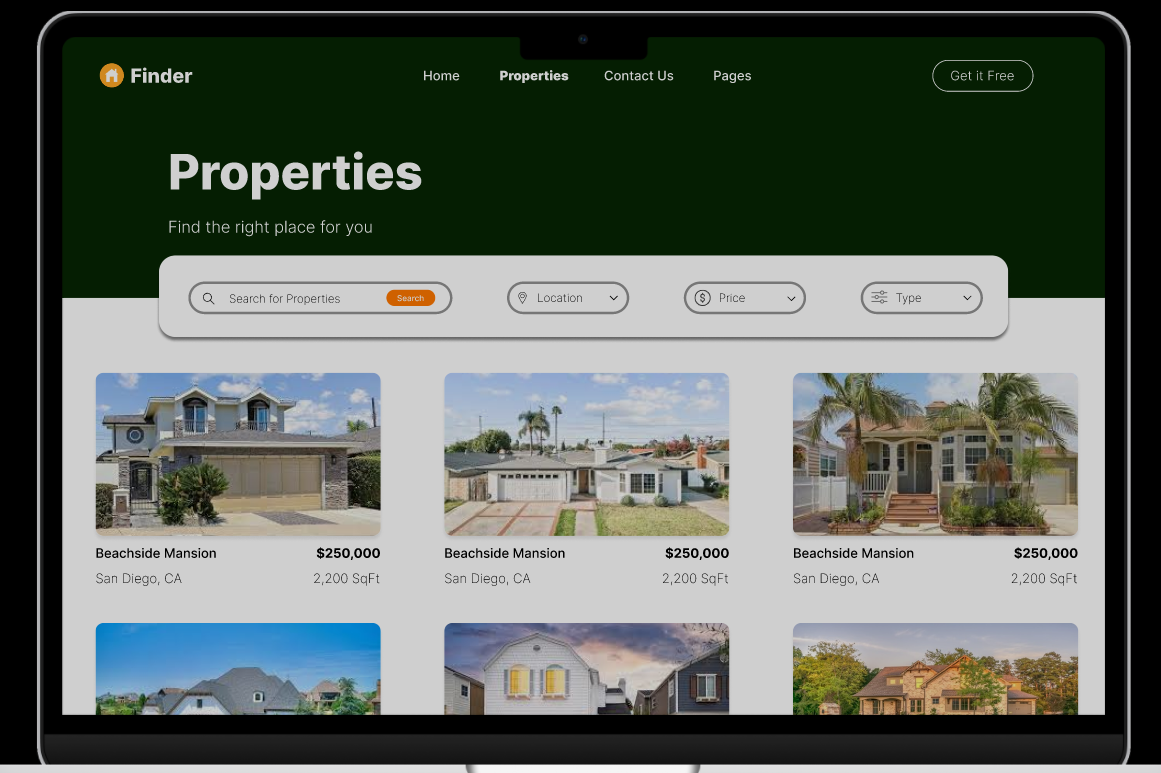 Finder
Home Properties Contact Us Pages Get it Free
Properties
Find the right place for you
Search for Properties Search Location Price Type
Beachside Mansion $250,000 Beachside Mansion $250,000 Beachside Mansion $250,000
San Diego, CA 2,200 SqFt San Diego, CA 2,200 SqFt San Diego, CA 2,200 SqFt